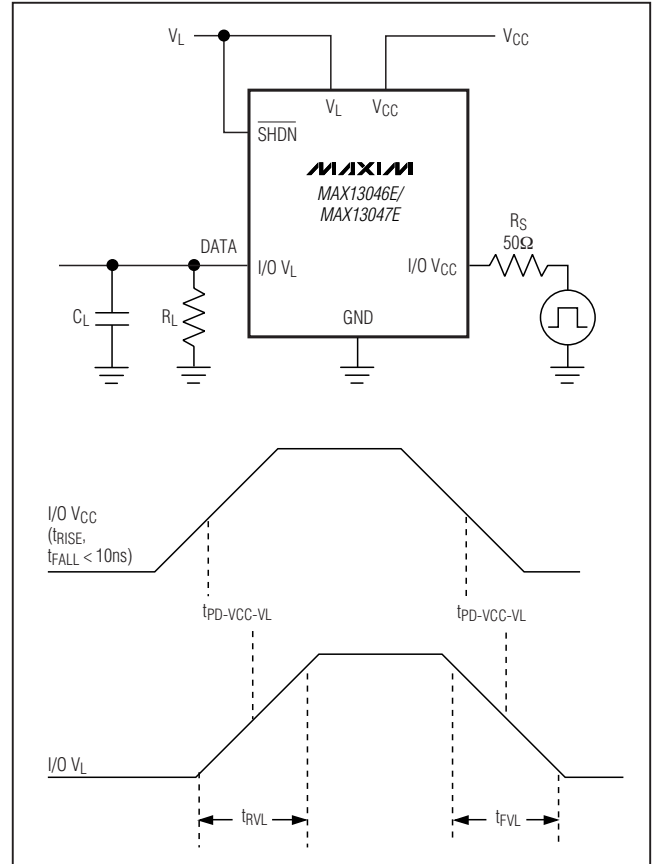 VL VCC
VL VCC
SHDN
MAXIM
MAX13046E/
MAX13047E
RS
50Ω
DATA
I/O VL I/O VCC
CL RL
GND
I/O VCC
(tRISE,
tFALL < 10ns)
tPD-VCC-VL tPD-VCC-VL
I/O VL
tRVL tFVL